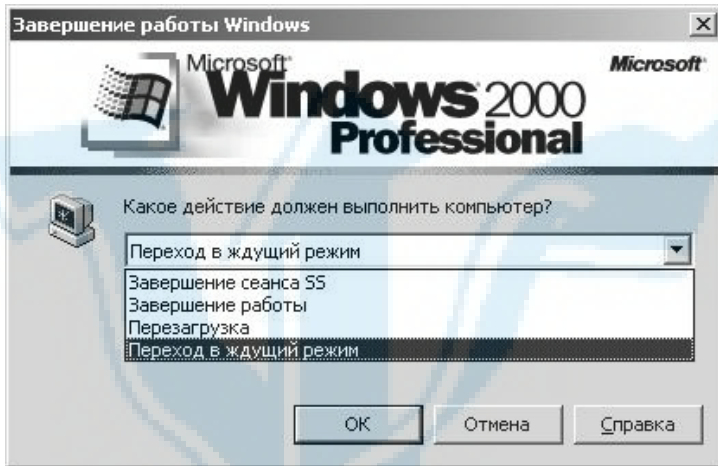 Завершение работы Windows
Microsoft
Microsoft
Windows 2000
Professional
Какое действие должен выполнить компьютер?
Переход в ждущий режим
Завершение сеанса SS
Завершение работы
Перезагрузка
Переход в ждущий режим
ОК
Отмена
Справка